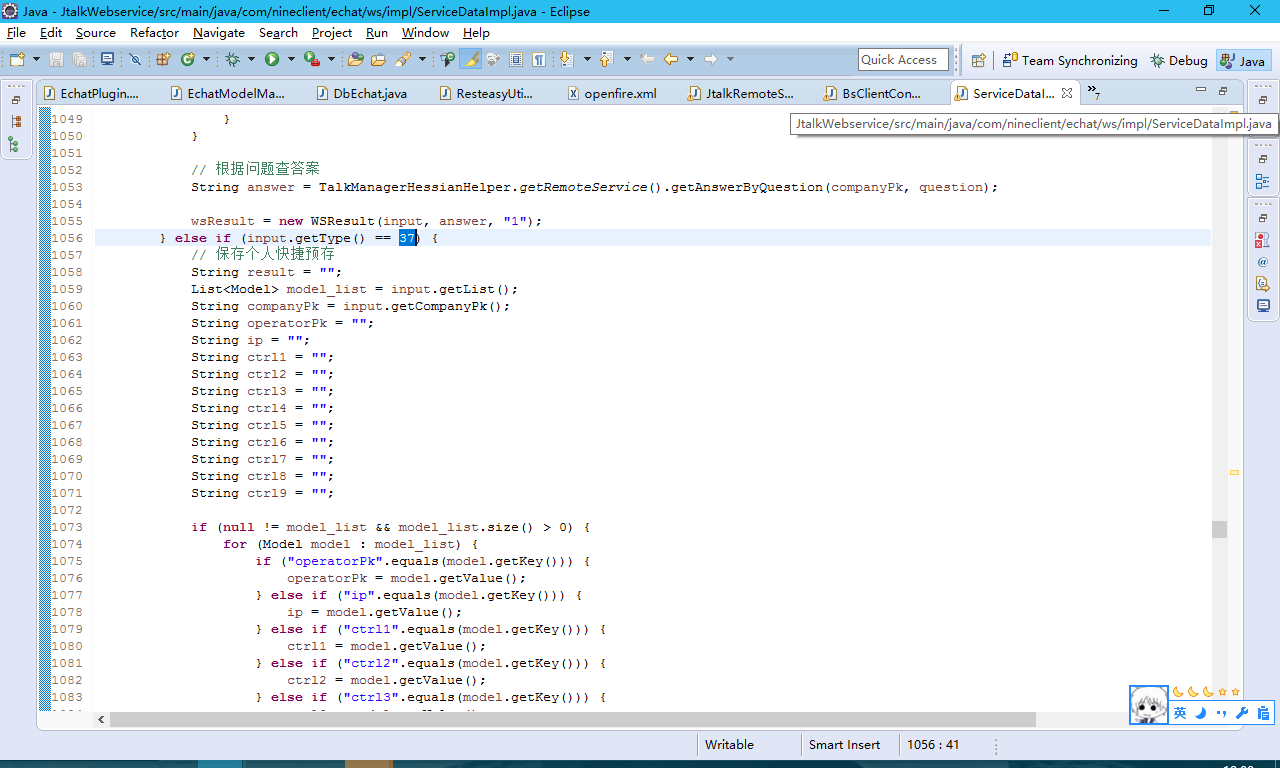 Java - JtalkWebservice/src/main/java/com/nineclient/echat/ws/impl/ServiceDataImpl.java - Eclipse
File Edit Source Refactor Navigate Search Project Run Window Help
Quick Access Team Synchronizing Debug Java
EchatPlugin.... EchatModelMa... DbEchat.java ResteasyUti... openfire.xml JtalkRemoteS... BsClientCon... ServiceDataI... »7
JtalkWebservice/src/main/java/com/nineclient/echat/ws/impl/ServiceDataImpl.java
1049 }
1050 }
1051
1052 // 根据问题查答案
1053 String answer = TalkManagerHessianHelper.getRemoteService().getAnswerByQuestion(companyPk, question);
1054
1055 wsResult = new WSResult(input, answer, "1");
1056 } else if (input.getType() == 37) {
1057 // 保存个人快捷预存
1058 String result = "";
1059 List<Model> model_list = input.getList();
1060 String companyPk = input.getCompanyPk();
1061 String operatorPk = "";
1062 String ip = "";
1063 String ctrl1 = "";
1064 String ctrl2 = "";
1065 String ctrl3 = "";
1066 String ctrl4 = "";
1067 String ctrl5 = "";
1068 String ctrl6 = "";
1069 String ctrl7 = "";
1070 String ctrl8 = "";
1071 String ctrl9 = "";
1072
1073 if (null != model_list && model_list.size() > 0) {
1074 for (Model model : model_list) {
1075 if ("operatorPk".equals(model.getKey())) {
1076 operatorPk = model.getValue();
1077 } else if ("ip".equals(model.getKey())) {
1078 ip = model.getValue();
1079 } else if ("ctrl1".equals(model.getKey())) {
1080 ctrl1 = model.getValue();
1081 } else if ("ctrl2".equals(model.getKey())) {
1082 ctrl2 = model.getValue();
1083 } else if ("ctrl3".equals(model.getKey())) {
英
Writable Smart Insert 1056 : 41